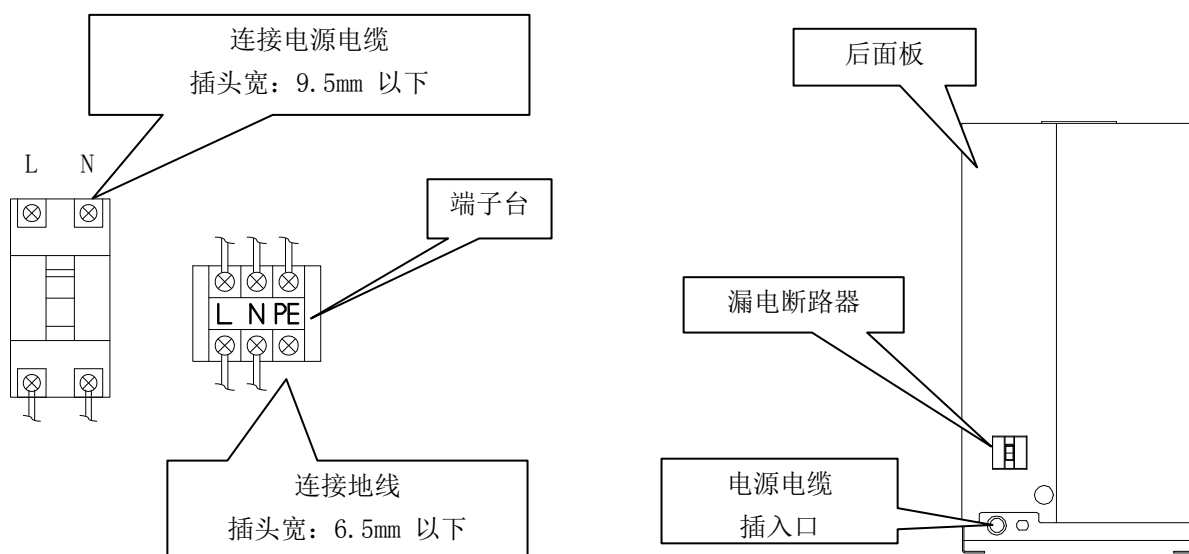 连接电源电缆
插头宽：9.5mm 以下
后面板
L N
端子台
L N PE
漏电断路器
连接地线
插头宽：6.5mm 以下
电源电缆
插入口